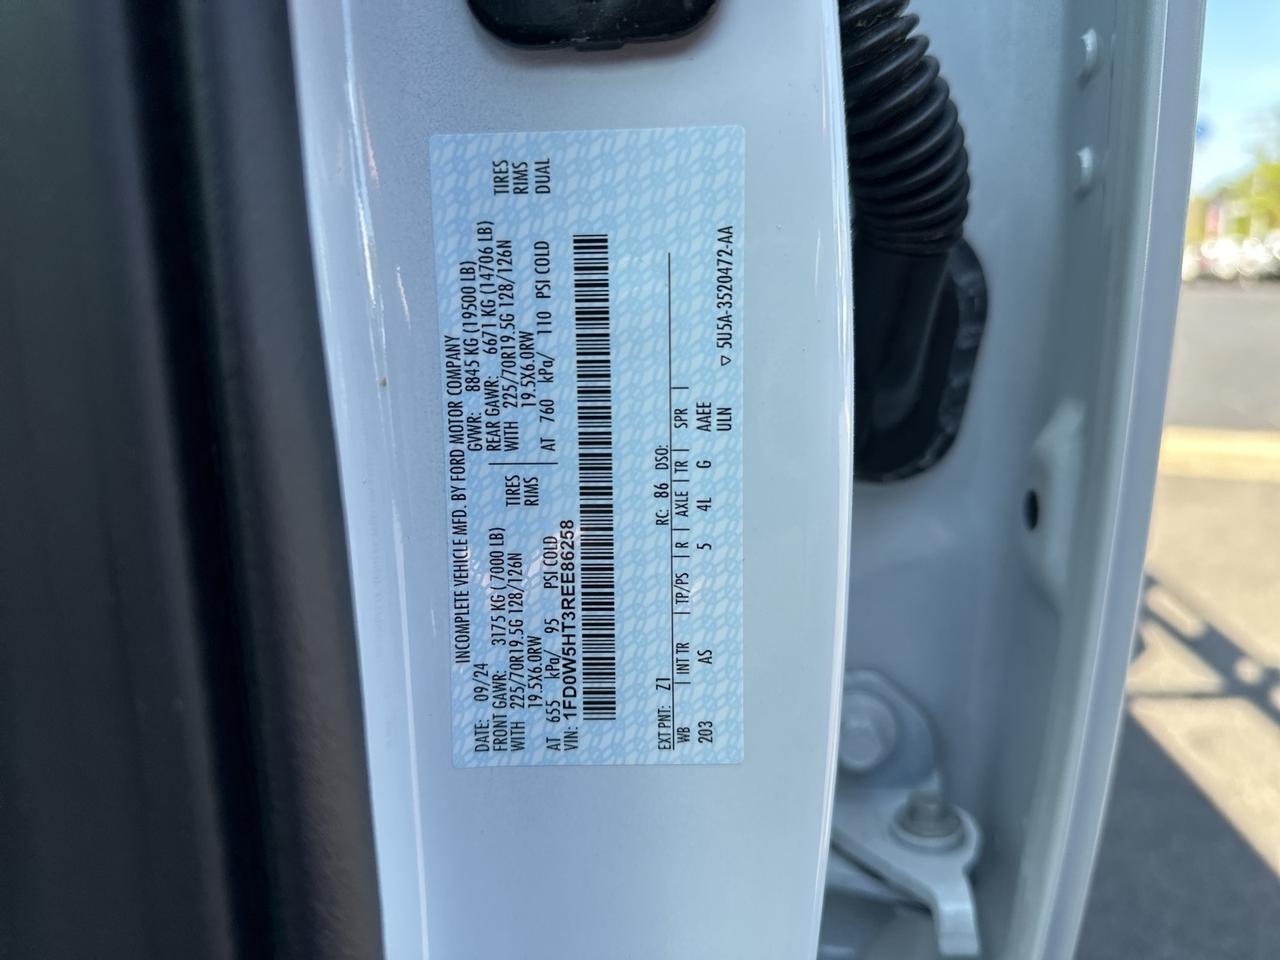 INCOMPLETE VEHICLE MFD. BY FORD MOTOR COMPANY
DATE: 09/24 GVWR: 8845 KG (19500 LB)
FRONT GAWR: 3175 KG (7000 LB) REAR GAWR: 6671 KG (14706 LB)
WITH 225/70R19.5G 128/126N TIRES WITH 225/70R19.5G 128/126N TIRES
19.5X6.0RW RIMS 19.5X6.0RW RIMS
AT 655 kPa/ 95 PSI COLD AT 760 kPa/ 110 PSI COLD DUAL
VIN: 1FD0W5HT3REE86258
EXT PNT: Z1 RC: 86 DSO:
WB INT TR TP/PS R AXLE TR SPR
203 AS 5 4L G AAEE
ULN
▽ 5U5A-3520472-AA